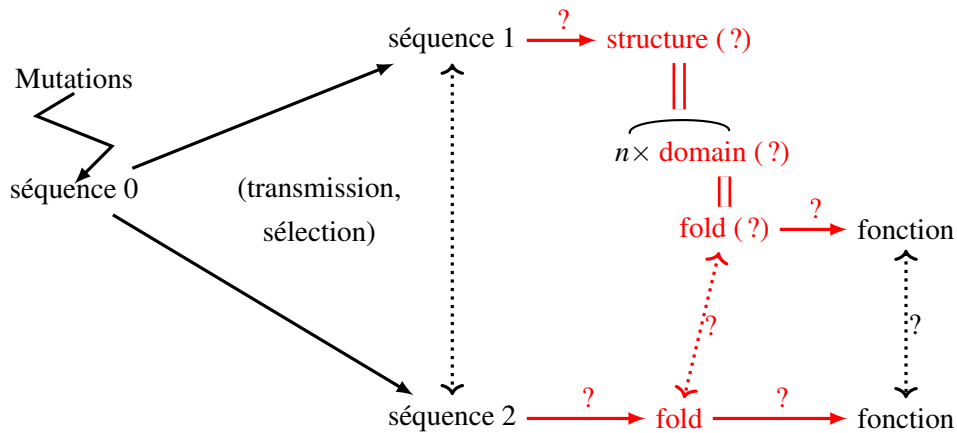 séquence 1
?
structure (?)
Mutations
n× domain (?)
séquence 0
(transmission,
sélection)
fold (?)
?
fonction
?
?
séquence 2
?
fold
?
fonction